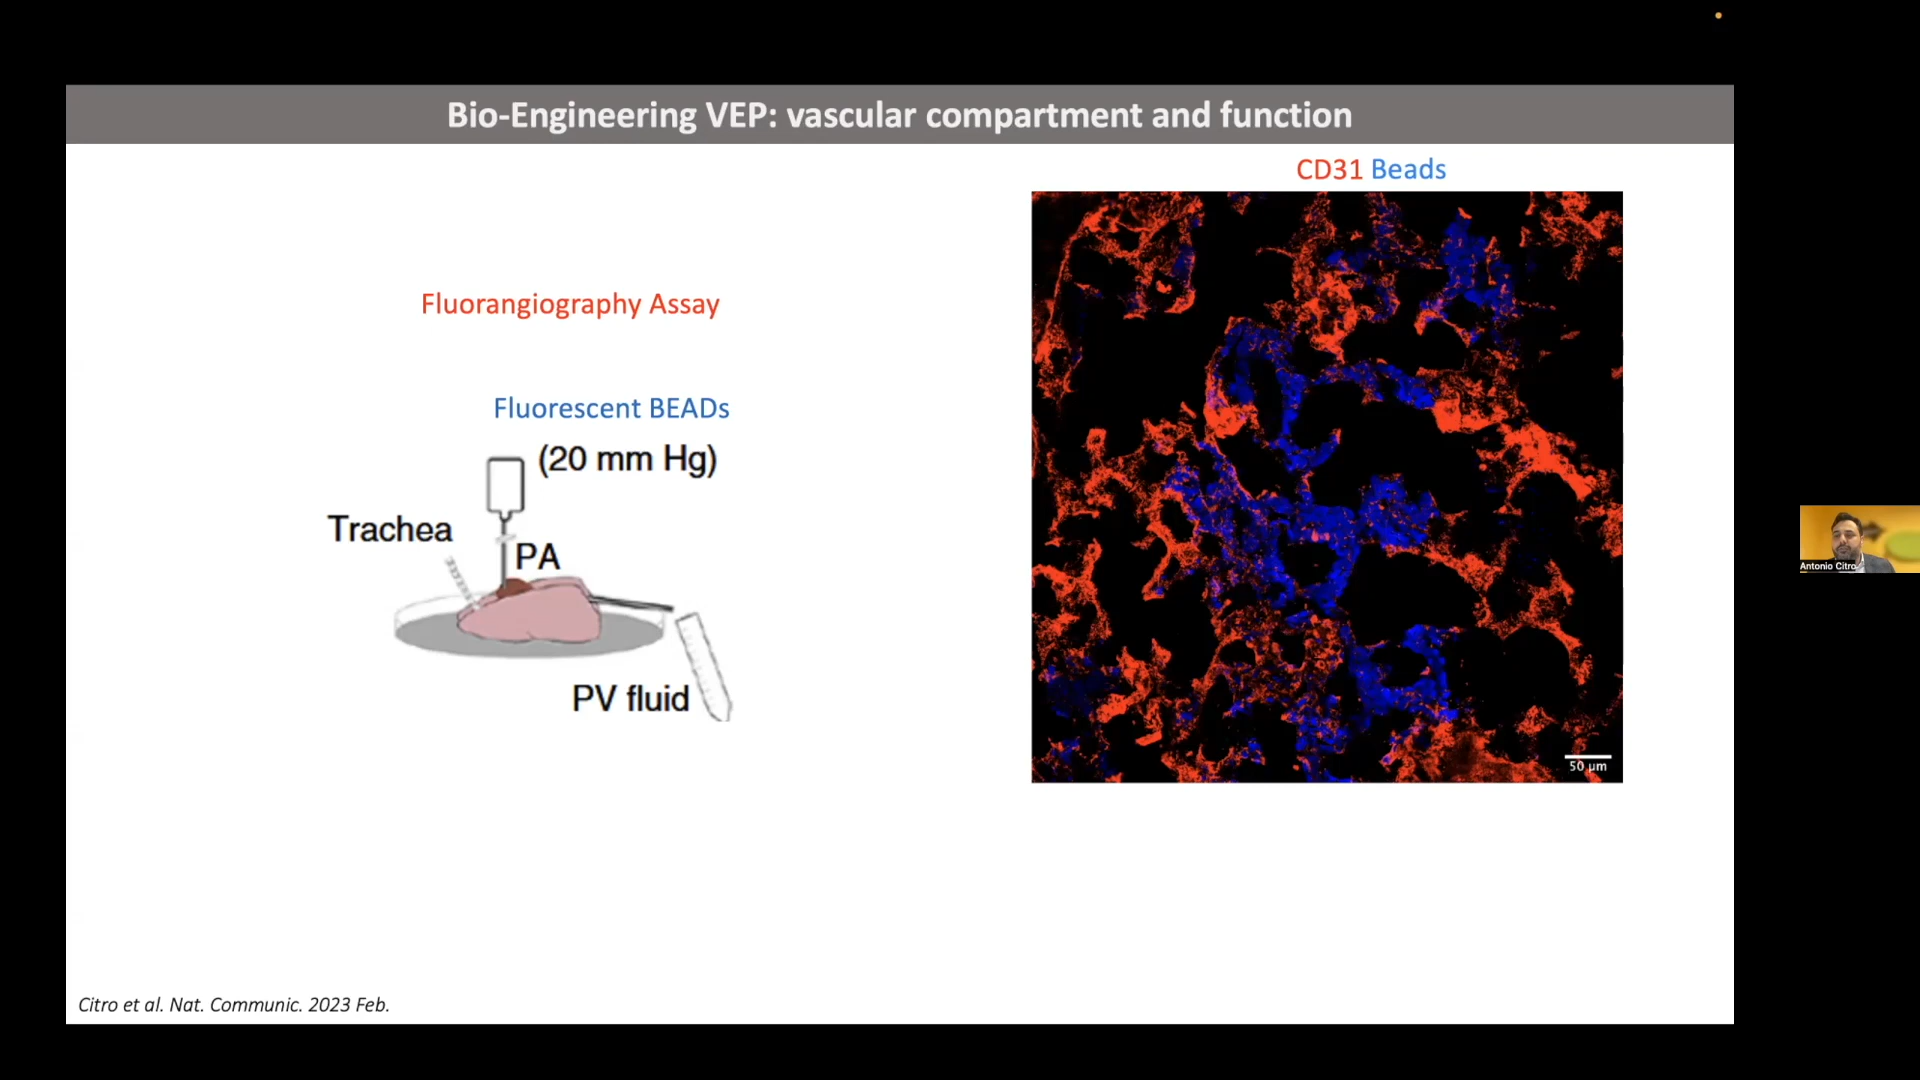 Bio-Engineering VEP: vascular compartment and function
CD31 Beads
Fluorangiography Assay
Fluorescent BEADs
(20 mm Hg)
Trachea
PA
PV fluid
50 µm
Antonio Citro
Citro et al. Nat. Communic. 2023 Feb.